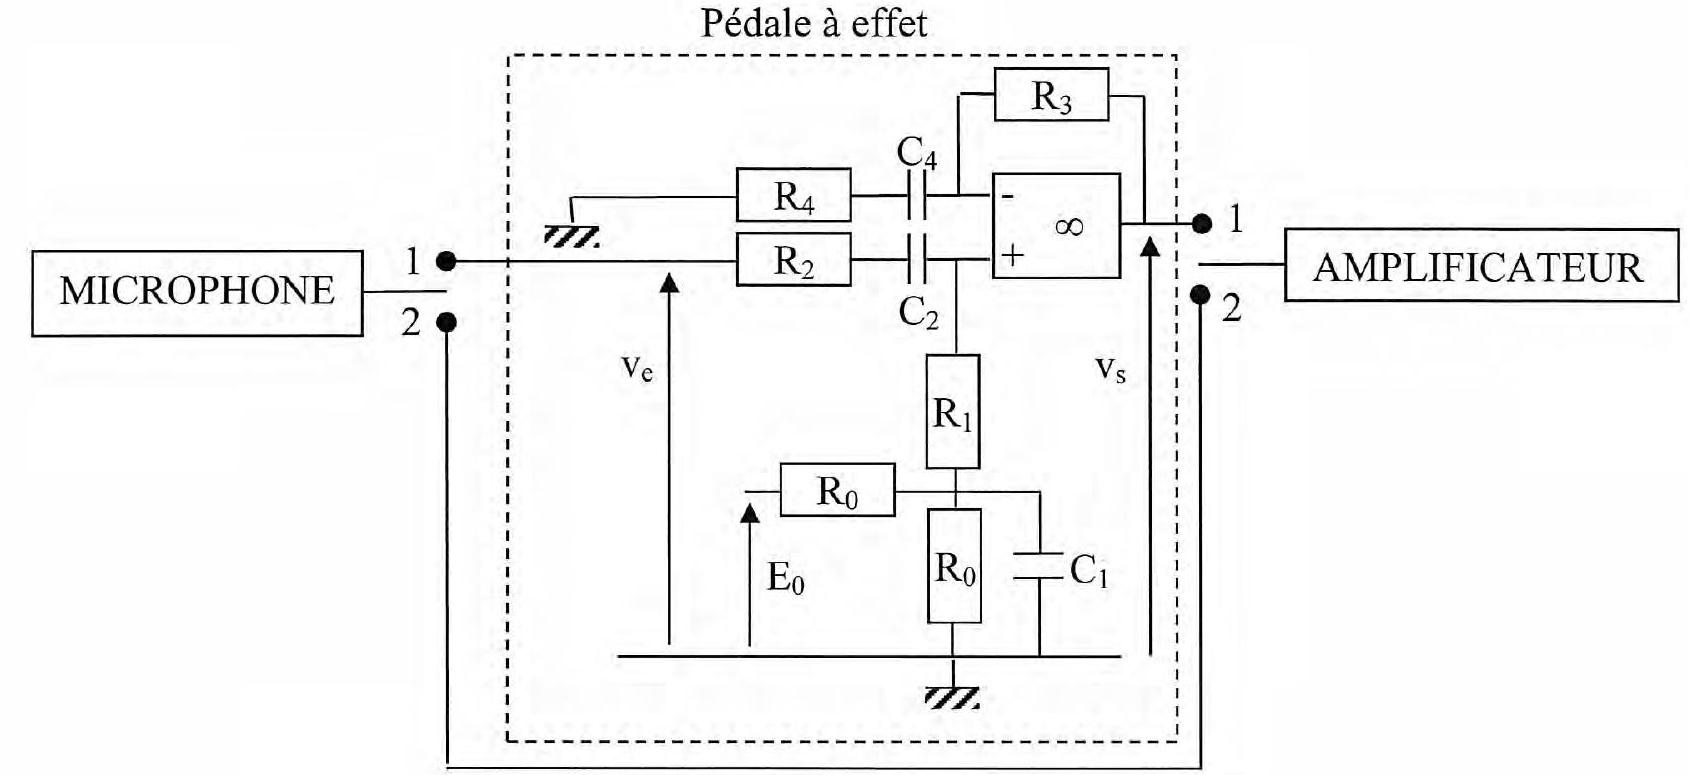 Pédale à effet
R₃
C₄
R₄
-
∞
1
1
R₂
+
MICROPHONE
AMPLIFICATEUR
2
C₂
2
vₑ
vₛ
R₁
R₀
E₀
R₀
C₁